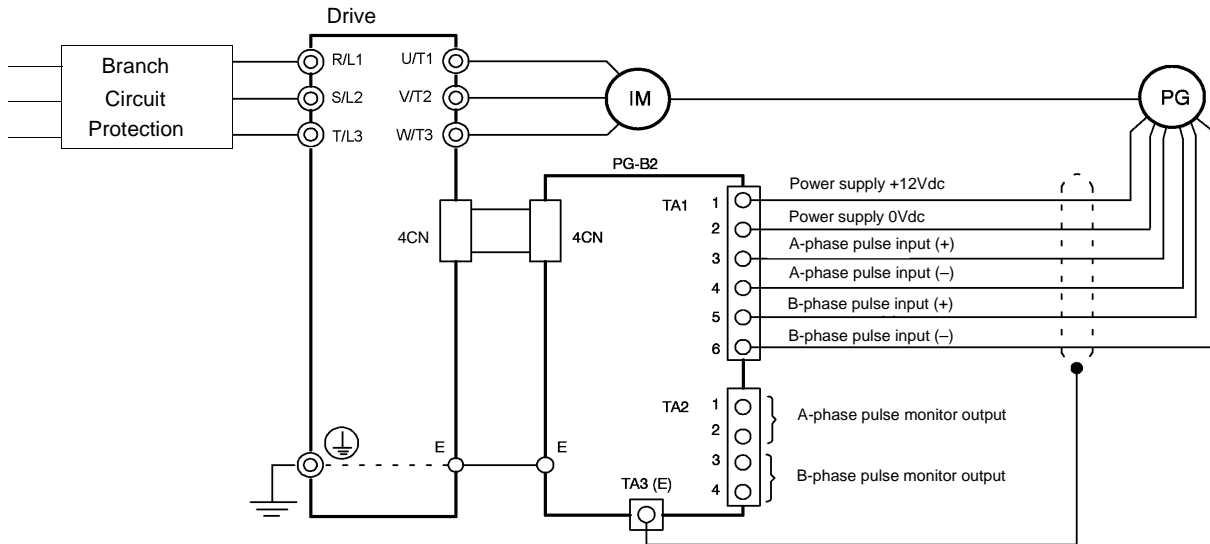 Drive
Branch
Circuit
Protection
R/L1
S/L2
T/L3
U/T1
V/T2
W/T3
IM
PG
PG-B2
4CN
4CN
TA1
1
2
3
4
5
6
Power supply +12Vdc
Power supply 0Vdc
A-phase pulse input (+)
A-phase pulse input (–)
B-phase pulse input (+)
B-phase pulse input (–)
TA2
1
2
3
4
A-phase pulse monitor output
B-phase pulse monitor output
E
E
TA3 (E)